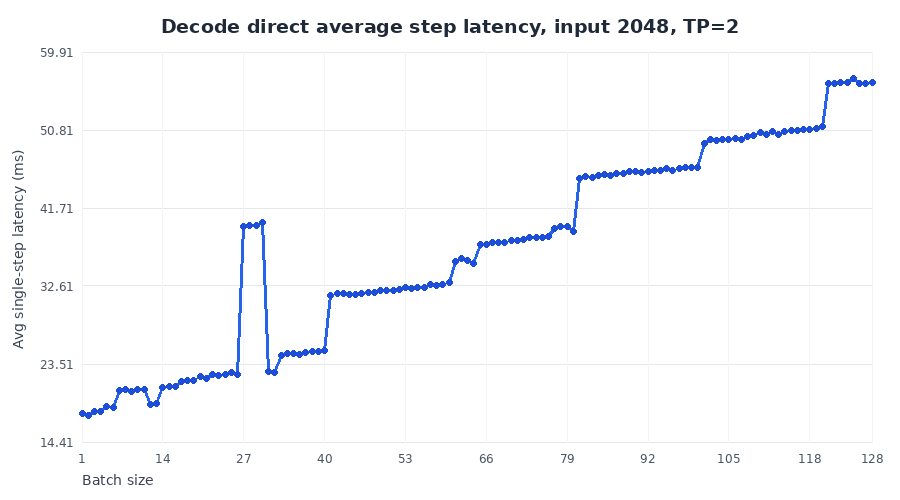 Decode direct average step latency, input 2048, TP=2
59.91
50.81
41.71
32.61
23.51
14.41
Avg single-step latency (ms)
1 14 27 40 53 66 79 92 105 118 128
Batch size